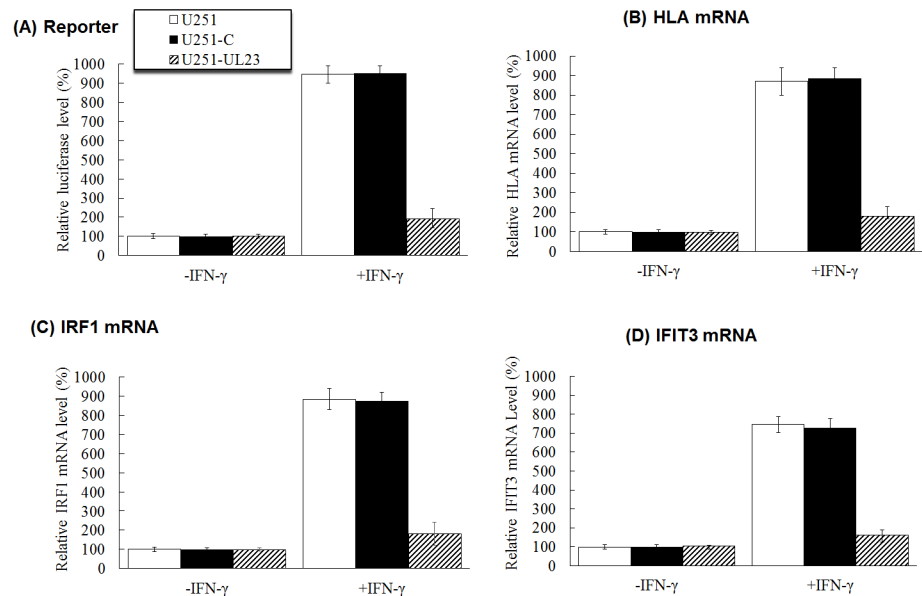 (A) Reporter
U251
U251-C
U251-UL23
Relative luciferase level (%)
1000
900
800
700
600
500
400
300
200
100
0
-IFN-γ +IFN-γ
(B) HLA mRNA
Relative HLA mRNA level (%)
1000
900
800
700
600
500
400
300
200
100
0
-IFN-γ +IFN-γ
(C) IRF1 mRNA
Relative IRF1 mRNA level (%)
1000
900
800
700
600
500
400
300
200
100
0
-IFN-γ +IFN-γ
(D) IFIT3 mRNA
Relative IFIT3 mRNA Level (%)
1000
900
800
700
600
500
400
300
200
100
0
-IFN-γ +IFN-γ